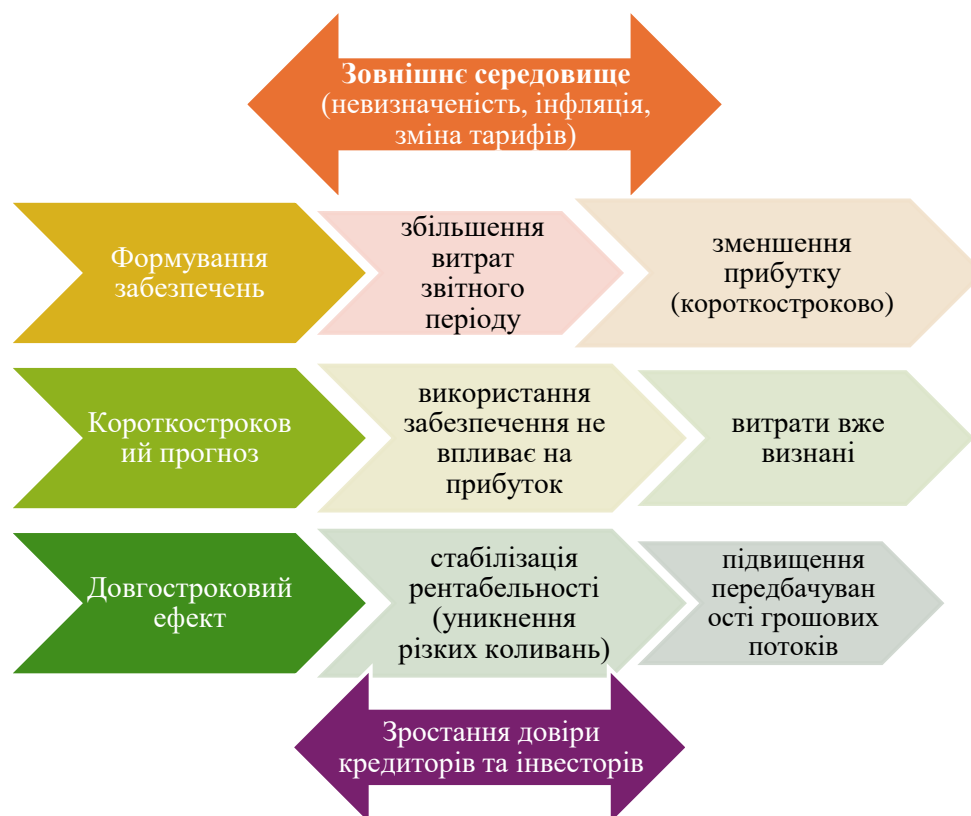 Зовнішнє середовище
(невизначеність, інфляція,
зміна тарифів)
Формування
забезпечень
збільшення
витрат
звітного
періоду
зменшення
прибутку
(короткостроково)
Короткостроков
ий прогноз
використання
забезпечення не
впливає на
прибуток
витрати вже
визнані
Довгостроковий
ефект
стабілізація
рентабельності
(уникнення
різких коливань)
підвищення
передбачуван
ості грошових
потоків
Зростання довіри
кредиторів та інвесторів